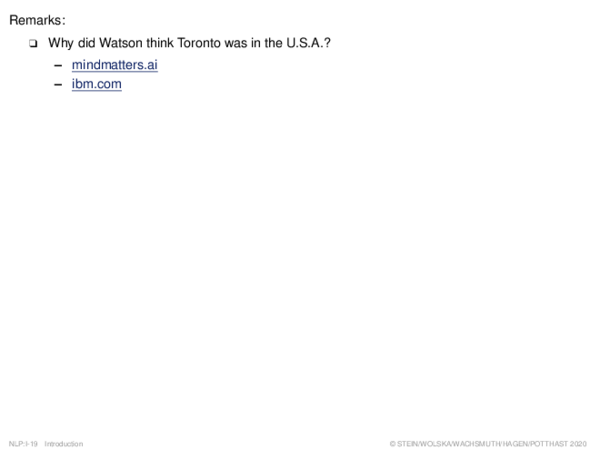 Remarks:
❑ Why did Watson think Toronto was in the U.S.A.?
– mindmatters.ai
– ibm.com
NLP:I-19 Introduction © STEIN/WOLSKA/WACHSMUTH/HAGEN/POTTHAST 2020